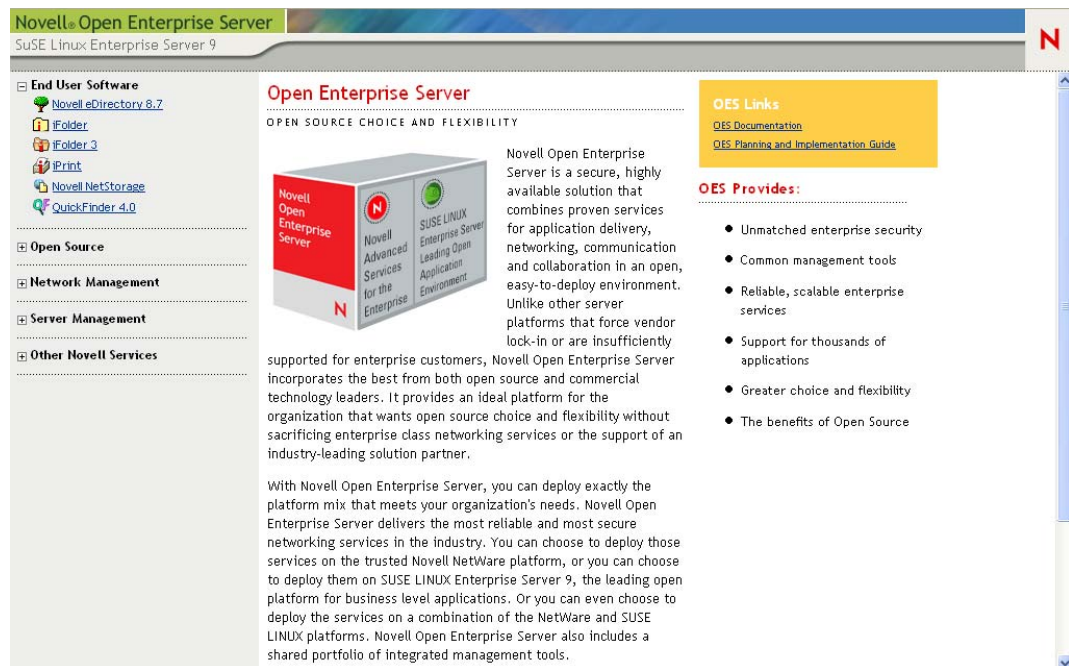 Novell® Open Enterprise Server
SuSE Linux Enterprise Server 9
N
End User Software
Novell eDirectory 8.7
iFolder
iFolder 3
iPrint
Novell NetStorage
QuickFinder 4.0
Open Source
Network Management
Server Management
Other Novell Services
Open Enterprise Server
OPEN SOURCE CHOICE AND FLEXIBILITY
Novell
Open
Enterprise
Server
N
N
Novell
Advanced
Services
for the
Enterprise
SUSE LINUX
Enterprise Server
Leading Open
Application
Environment
Novell Open Enterprise
Server is a secure, highly
available solution that
combines proven services
for application delivery,
networking, communication
and collaboration in an open,
easy-to-deploy environment.
Unlike other server
platforms that force vendor
lock-in or are insufficiently
supported for enterprise customers, Novell Open Enterprise Server
incorporates the best from both open source and commercial
technology leaders. It provides an ideal platform for the
organization that wants open source choice and flexibility without
sacrificing enterprise class networking services or the support of an
industry-leading solution partner.
With Novell Open Enterprise Server, you can deploy exactly the
platform mix that meets your organization's needs. Novell Open
Enterprise Server delivers the most reliable and most secure
networking services in the industry. You can choose to deploy those
services on the trusted Novell NetWare platform, or you can choose
to deploy them on SUSE LINUX Enterprise Server 9, the leading open
platform for business level applications. Or you can even choose to
deploy the services on a combination of the NetWare and SUSE
LINUX platforms. Novell Open Enterprise Server also includes a
shared portfolio of integrated management tools.
OES Links
OES Documentation
OES Planning and Implementation Guide
OES Provides:
Unmatched enterprise security
Common management tools
Reliable, scalable enterprise
services
Support for thousands of
applications
Greater choice and flexibility
The benefits of Open Source